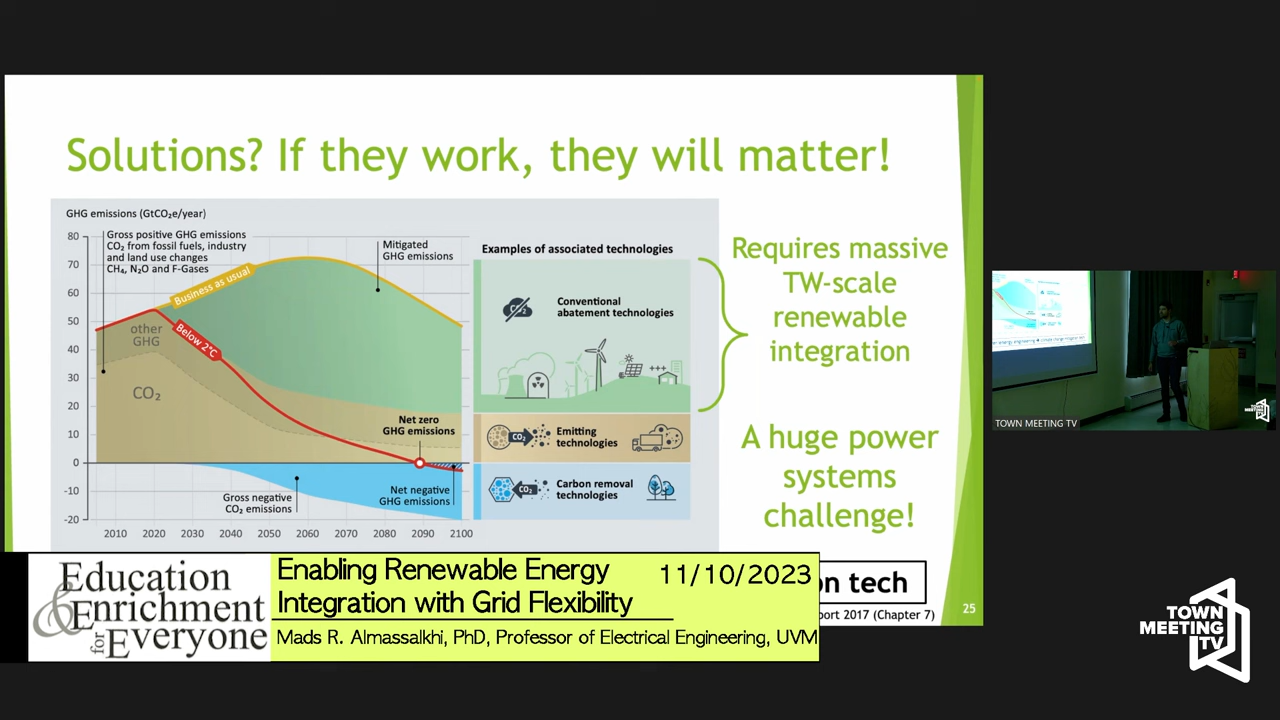 Solutions? If they work, they will matter!
GHG emissions (GtCO₂e/year)
80
70
60
50
40
30
20
10
0
-10
-20
Gross positive GHG emissions
CO₂ from fossil fuels, industry
and land use changes
CH₄, N₂O and F-Gases
Business as usual
Mitigated
GHG emissions
Below 2°C
other
GHG
CO₂
Net zero
GHG emissions
Gross negative
CO₂ emissions
Net negative
GHG emissions
2010 2020 2030 2040 2050 2060 2070 2080 2090 2100
Examples of associated technologies
CO₂
Conventional
abatement technologies
CO₂
Emitting
technologies
CO₂
Carbon removal
technologies
Requires massive
TW-scale
renewable
integration
A huge power
systems
challenge!
on tech
port 2017 (Chapter 7)
25
Education
& Enrichment
for Everyone
Enabling Renewable Energy 11/10/2023
Integration with Grid Flexibility
Mads R. Almassalkhi, PhD, Professor of Electrical Engineering, UVM
TOWN MEETING TV
TOWN
MEETING
TV
TOWN
MEETING
TV